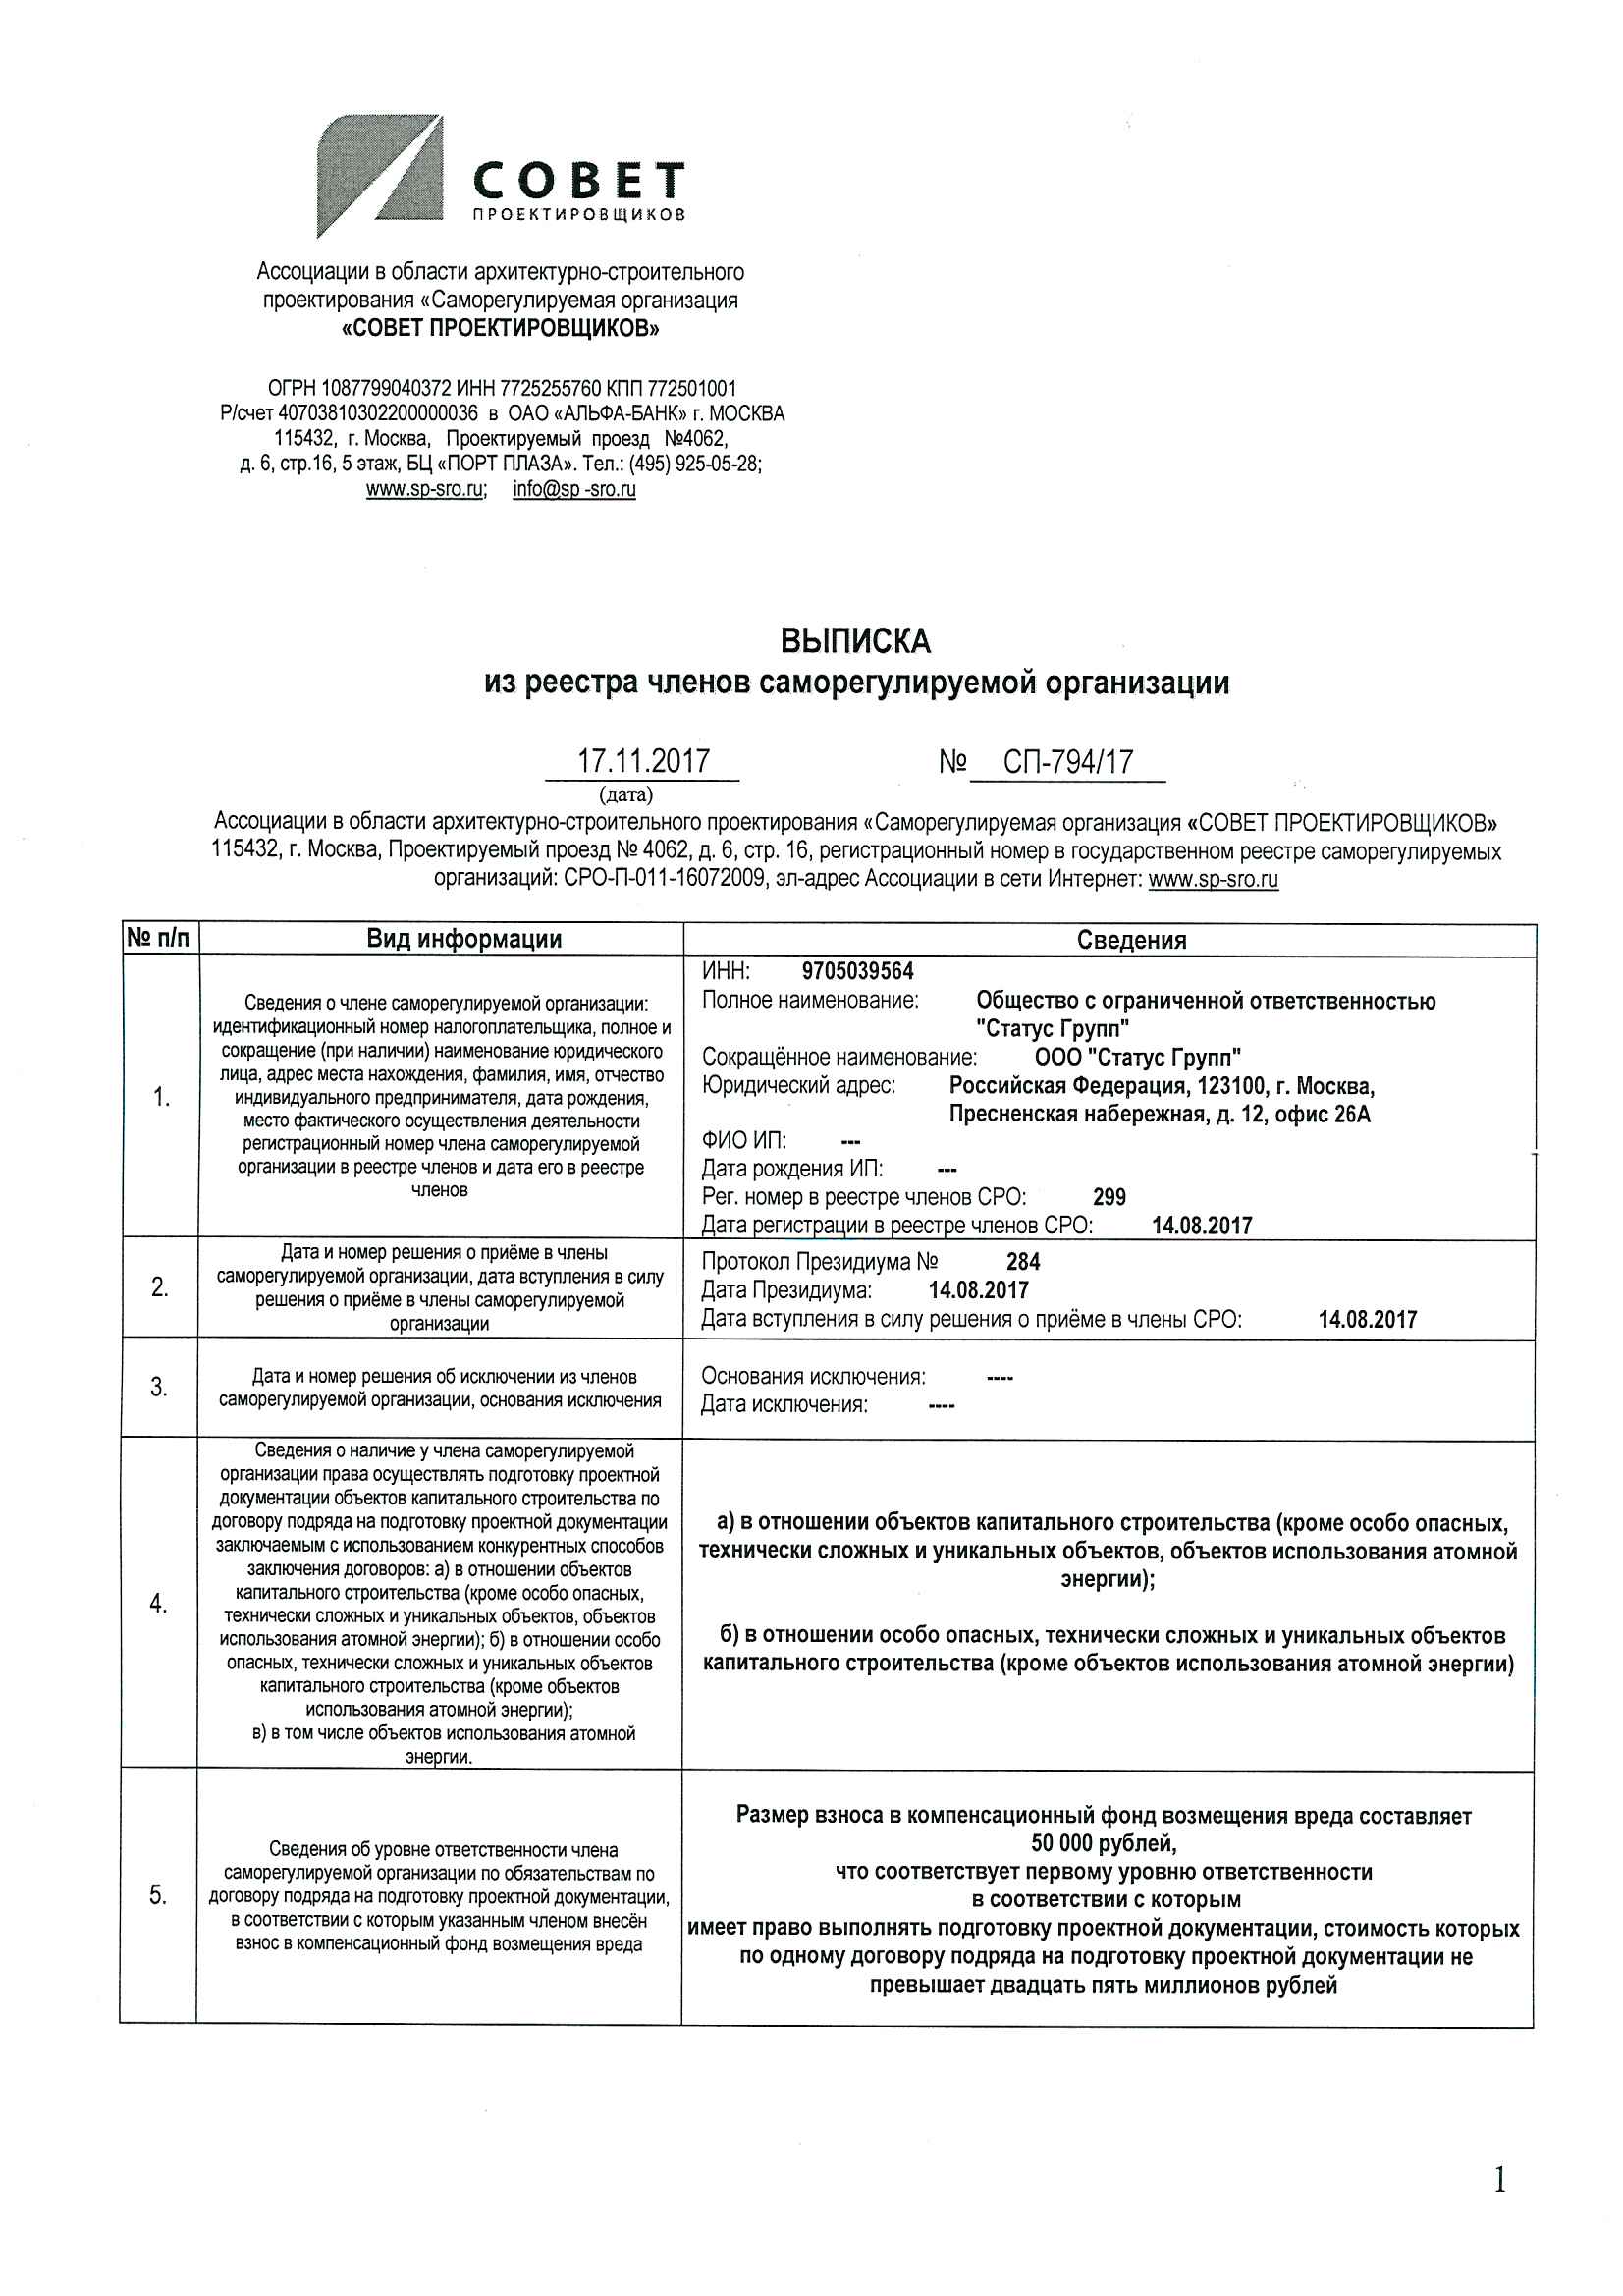 СОВЕТ
ПРОЕКТИРОВЩИКОВ
Ассоциации в области архитектурно-строительного
проектирования «Саморегулируемая организация
«СОВЕТ ПРОЕКТИРОВЩИКОВ»
ОГРН 1087799040372 ИНН 7725255760 КПП 772501001
Р/счет 40703810302200000036 в ОАО «АЛЬФА-БАНК» г. МОСКВА
115432, г. Москва, Проектируемый проезд №4062,
д. 6, стр.16, 5 этаж, БЦ «ПОРТ ПЛАЗА». Тел.: (495) 925-05-28;
www.sp-sro.ru; info@sp -sro.ru
ВЫПИСКА
из реестра членов саморегулируемой организации
17.11.2017 № СП-794/17
(дата)
Ассоциации в области архитектурно-строительного проектирования «Саморегулируемая организация «СОВЕТ ПРОЕКТИРОВЩИКОВ»
115432, г. Москва, Проектируемый проезд № 4062, д. 6, стр. 16, регистрационный номер в государственном реестре саморегулируемых
организаций: СРО-П-011-16072009, эл-адрес Ассоциации в сети Интернет: www.sp-sro.ru
№ п/п Вид информации Сведения
1.
Сведения о члене саморегулируемой организации:
идентификационный номер налогоплательщика, полное и
сокращение (при наличии) наименование юридического
лица, адрес места нахождения, фамилия, имя, отчество
индивидуального предпринимателя, дата рождения,
место фактического осуществления деятельности
регистрационный номер члена саморегулируемой
организации в реестре членов и дата его в реестре
членов
ИНН: 9705039564
Полное наименование: Общество с ограниченной ответственностью
"Статус Групп"
Сокращённое наименование: ООО "Статус Групп"
Юридический адрес: Российская Федерация, 123100, г. Москва,
Пресненская набережная, д. 12, офис 26А
ФИО ИП: ---
Дата рождения ИП: ---
Рег. номер в реестре членов СРО: 299
Дата регистрации в реестре членов СРО: 14.08.2017
2.
Дата и номер решения о приёме в члены
саморегулируемой организации, дата вступления в силу
решения о приёме в члены саморегулируемой
организации
Протокол Президиума № 284
Дата Президиума: 14.08.2017
Дата вступления в силу решения о приёме в члены СРО: 14.08.2017
3.
Дата и номер решения об исключении из членов
саморегулируемой организации, основания исключения
Основания исключения: ----
Дата исключения: ----
4.
Сведения о наличие у члена саморегулируемой
организации права осуществлять подготовку проектной
документации объектов капитального строительства по
договору подряда на подготовку проектной документации
заключаемым с использованием конкурентных способов
заключения договоров: а) в отношении объектов
капитального строительства (кроме особо опасных,
технически сложных и уникальных объектов, объектов
использования атомной энергии); б) в отношении особо
опасных, технически сложных и уникальных объектов
капитального строительства (кроме объектов
использования атомной энергии);
в) в том числе объектов использования атомной
энергии.
а) в отношении объектов капитального строительства (кроме особо опасных,
технически сложных и уникальных объектов, объектов использования атомной
энергии);
б) в отношении особо опасных, технически сложных и уникальных объектов
капитального строительства (кроме объектов использования атомной энергии)
5.
Сведения об уровне ответственности члена
саморегулируемой организации по обязательствам по
договору подряда на подготовку проектной документации,
в соответствии с которым указанным членом внесён
взнос в компенсационный фонд возмещения вреда
Размер взноса в компенсационный фонд возмещения вреда составляет
50 000 рублей,
что соответствует первому уровню ответственности
в соответствии с которым
имеет право выполнять подготовку проектной документации, стоимость которых
по одному договору подряда на подготовку проектной документации не
превышает двадцать пять миллионов рублей
1